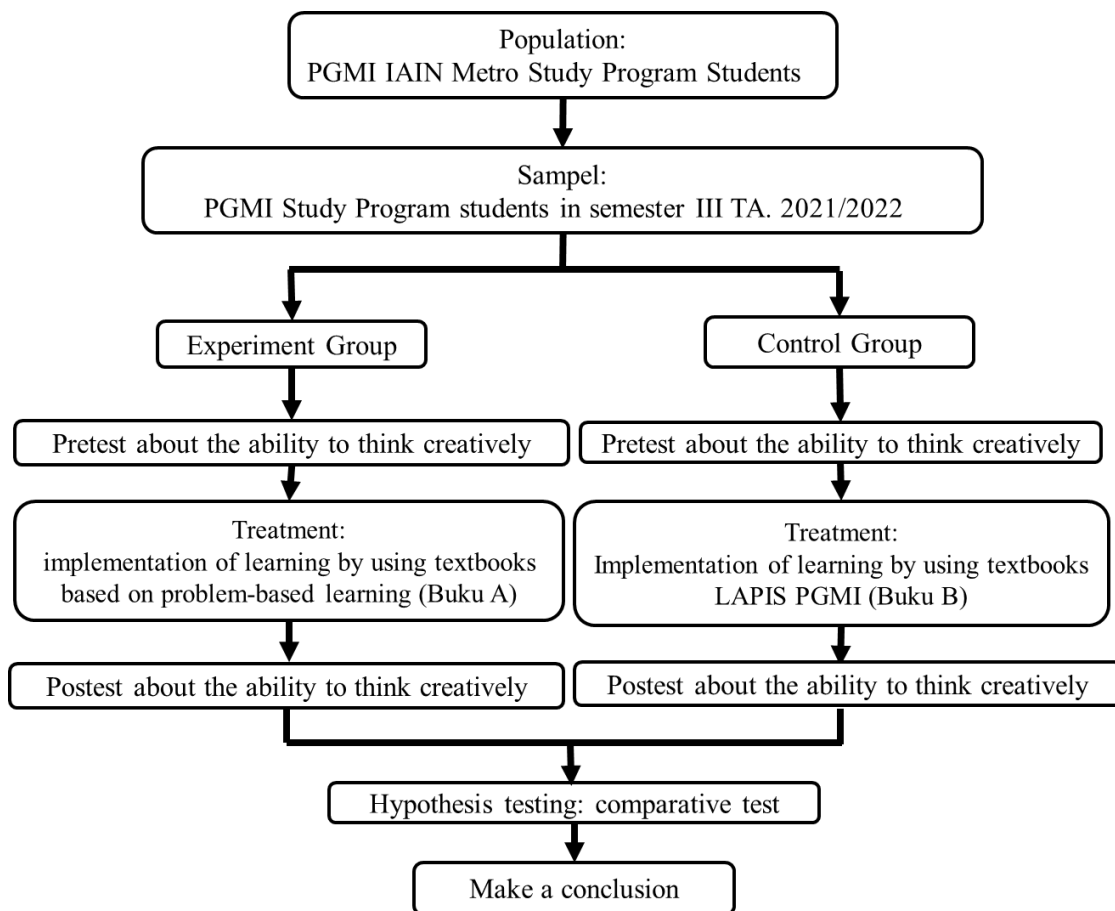 Population:
PGMI IAIN Metro Study Program Students
Sampel:
PGMI Study Program students in semester III TA. 2021/2022
Experiment Group
Control Group
Pretest about the ability to think creatively
Pretest about the ability to think creatively
Treatment:
implementation of learning by using textbooks
based on problem-based learning (Buku A)
Treatment:
Implementation of learning by using textbooks
LAPIS PGMI (Buku B)
Postest about the ability to think creatively
Postest about the ability to think creatively
Hypothesis testing: comparative test
Make a conclusion